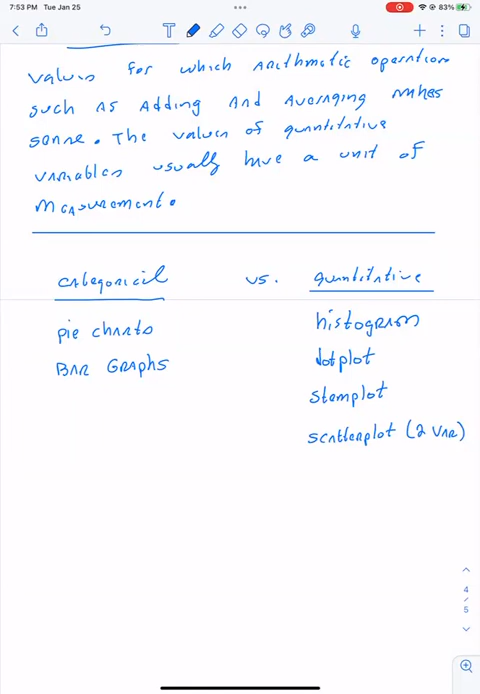 7:53 PM Tue Jan 25
83%
values for which arithmetic operations
such as adding and averaging makes
sense. The values of quantitative
variables usually have a unit of
measurement.
categorical vs. quantitative
pie charts
histogram
Bar Graphs
dotplot
stemplot
scatterplot (2 var)
4
/
5